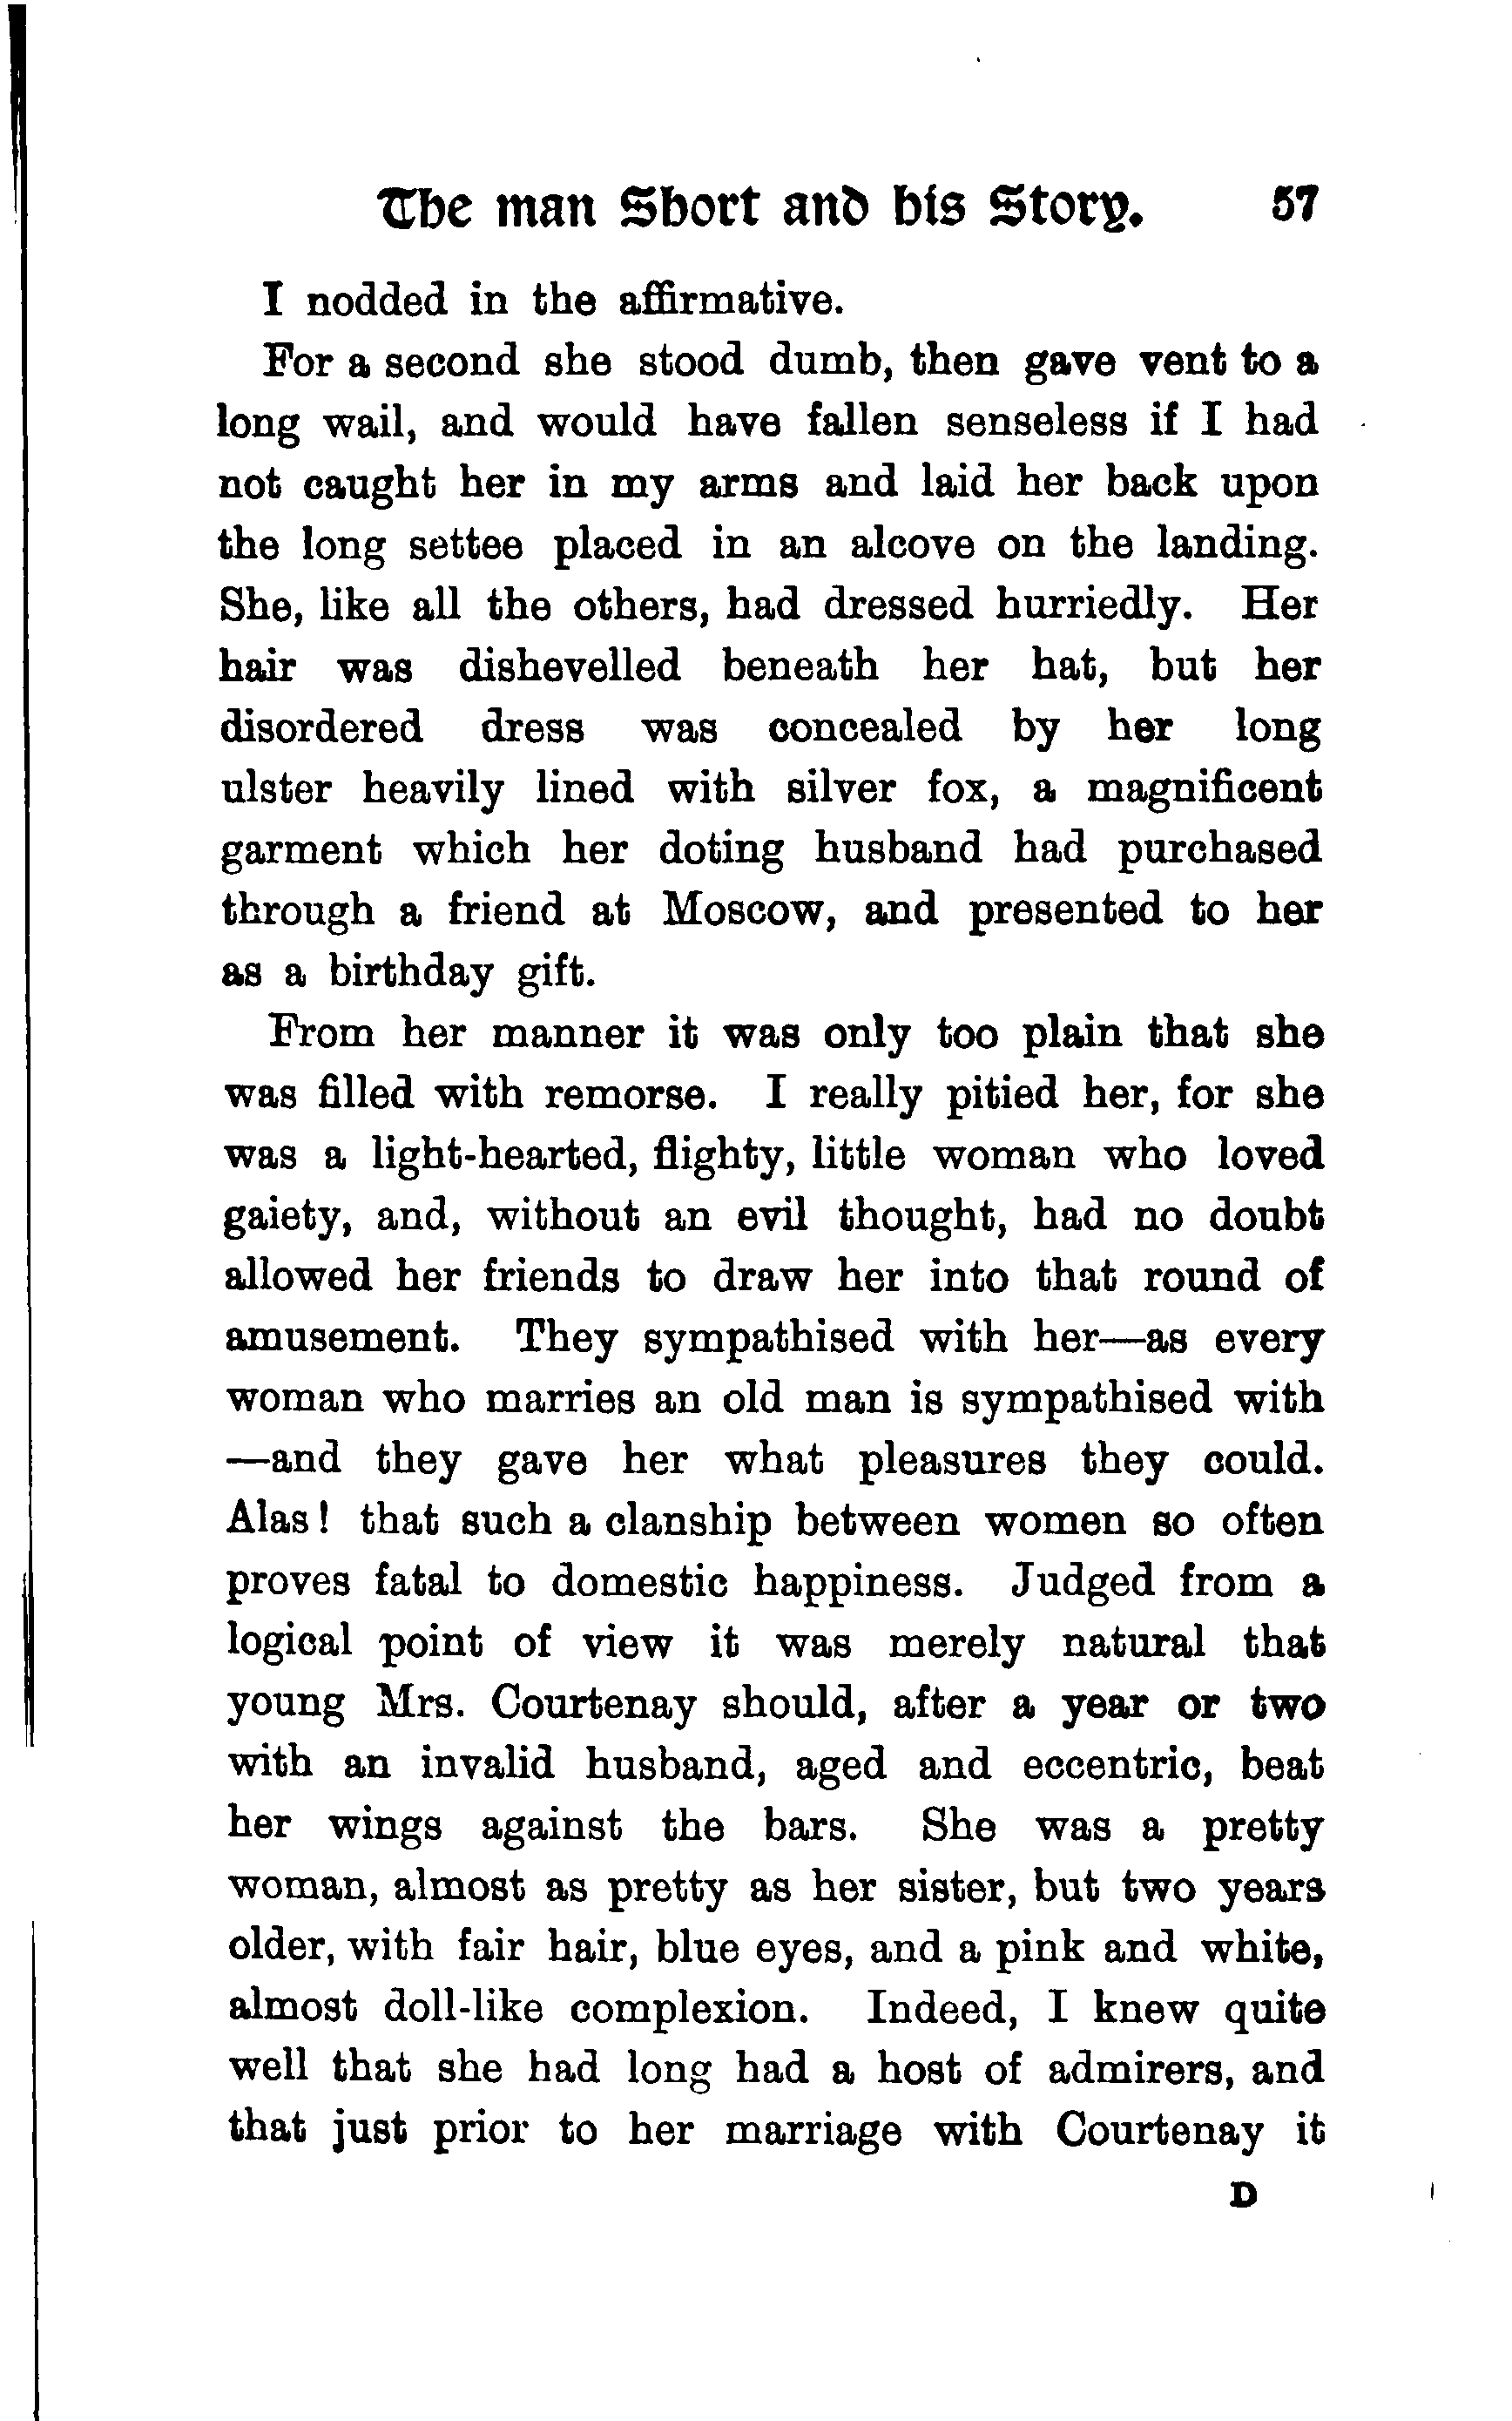 The man Short and his Story. 57
I nodded in the affirmative.
For a second she stood dumb, then gave vent to a
long wail, and would have fallen senseless if I had
not caught her in my arms and laid her back upon
the long settee placed in an alcove on the landing.
She, like all the others, had dressed hurriedly. Her
hair was dishevelled beneath her hat, but her
disordered dress was concealed by her long
ulster heavily lined with silver fox, a magnificent
garment which her doting husband had purchased
through a friend at Moscow, and presented to her
as a birthday gift.
From her manner it was only too plain that she
was filled with remorse. I really pitied her, for she
was a light-hearted, flighty, little woman who loved
gaiety, and, without an evil thought, had no doubt
allowed her friends to draw her into that round of
amusement. They sympathised with her—as every
woman who marries an old man is sympathised with
—and they gave her what pleasures they could.
Alas! that such a clanship between women so often
proves fatal to domestic happiness. Judged from a
logical point of view it was merely natural that
young Mrs. Courtenay should, after a year or two
with an invalid husband, aged and eccentric, beat
her wings against the bars. She was a pretty
woman, almost as pretty as her sister, but two years
older, with fair hair, blue eyes, and a pink and white,
almost doll-like complexion. Indeed, I knew quite
well that she had long had a host of admirers, and
that just prior to her marriage with Courtenay it
D